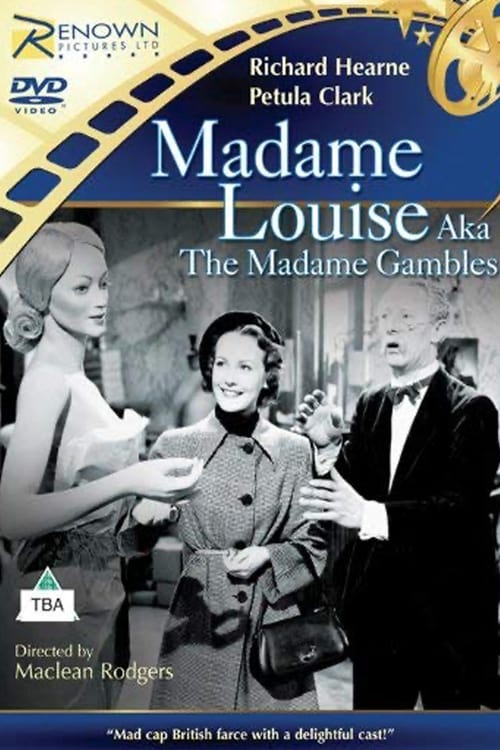 RENOWN
PICTURES LTD
DVD
VIDEO
Richard Hearne
Petula Clark
Madame
Louise Aka
The Madame Gambles
TBA
Directed by
Maclean Rodgers
"Mad cap British farce with a delightful cast!"